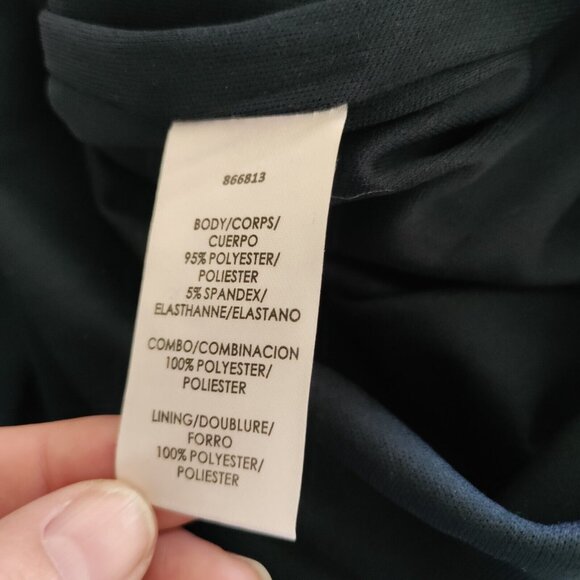 866813
BODY/CORPS/
CUERPO
95% POLYESTER/
POLIESTER
5% SPANDEX/
ELASTHANNE/ELASTANO
COMBO/COMBINACION
100% POLYESTER/
POLIESTER
LINING/DOUBLURE/
FORRO
100% POLYESTER/
POLIESTER